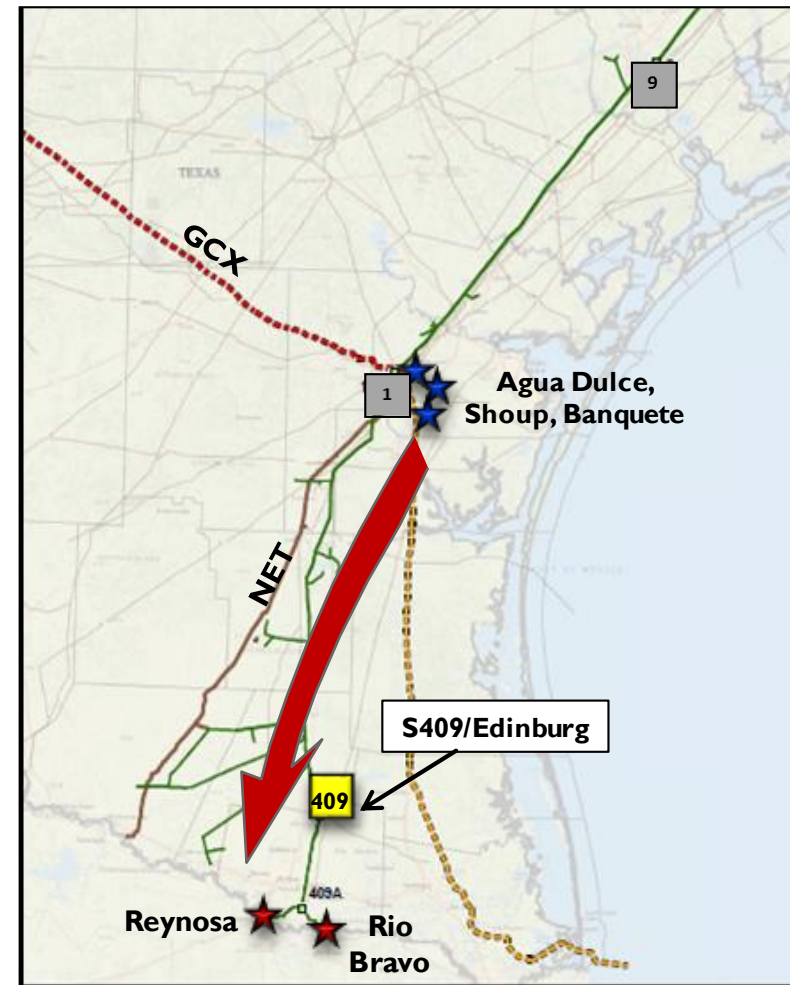 9
TEXAS
GCX
1
Agua Dulce,
Shoup, Banquete
NET
S409/Edinburg
409
409A
Reynosa
Rio
Bravo